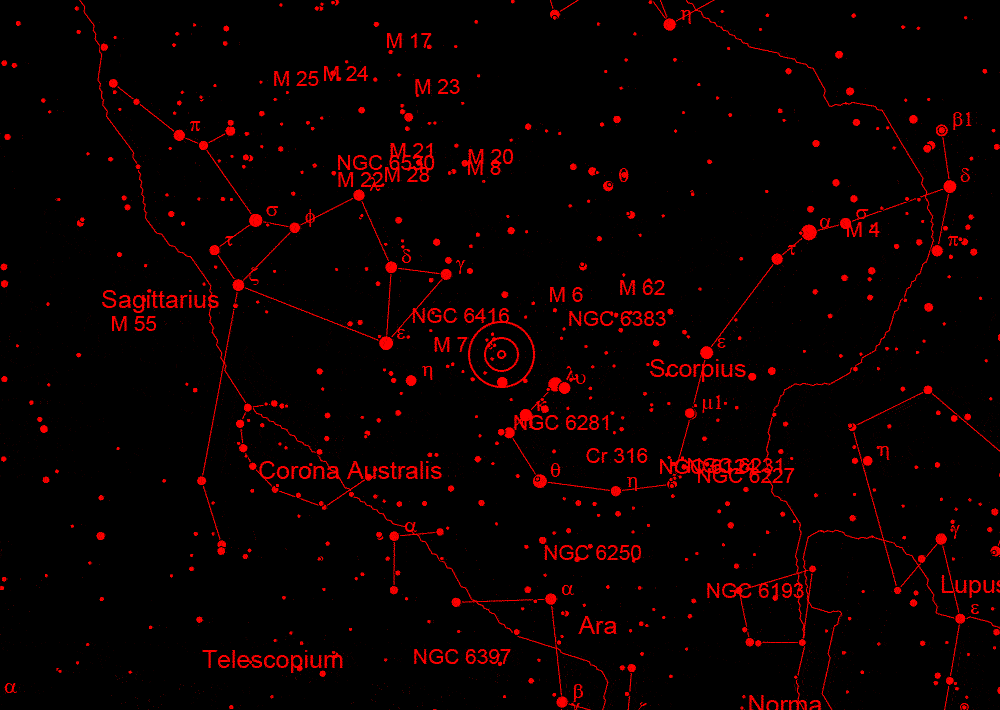 η
M 17
M 25
M 24
M 23
β1
π
M 21
M 20
NGC 6530
M 8
M 28
M 22
λ
θ
δ
σ
σ
ϕ
α
M 4
τ
τ
π
δ
γ
ζ
M 62
M 6
Sagittarius
M 55
NGC 6416
NGC 6383
ε
M 7
ε
η
λ
υ
Scorpius
μ1
NGC 6281
η
Cr 316
NGC 6231
NGC 6227
Corona Australis
θ
η
α
γ
NGC 6250
α
NGC 6193
Lupus
ε
Ara
NGC 6397
Telescopium
α
β
γ
ζ
Norma